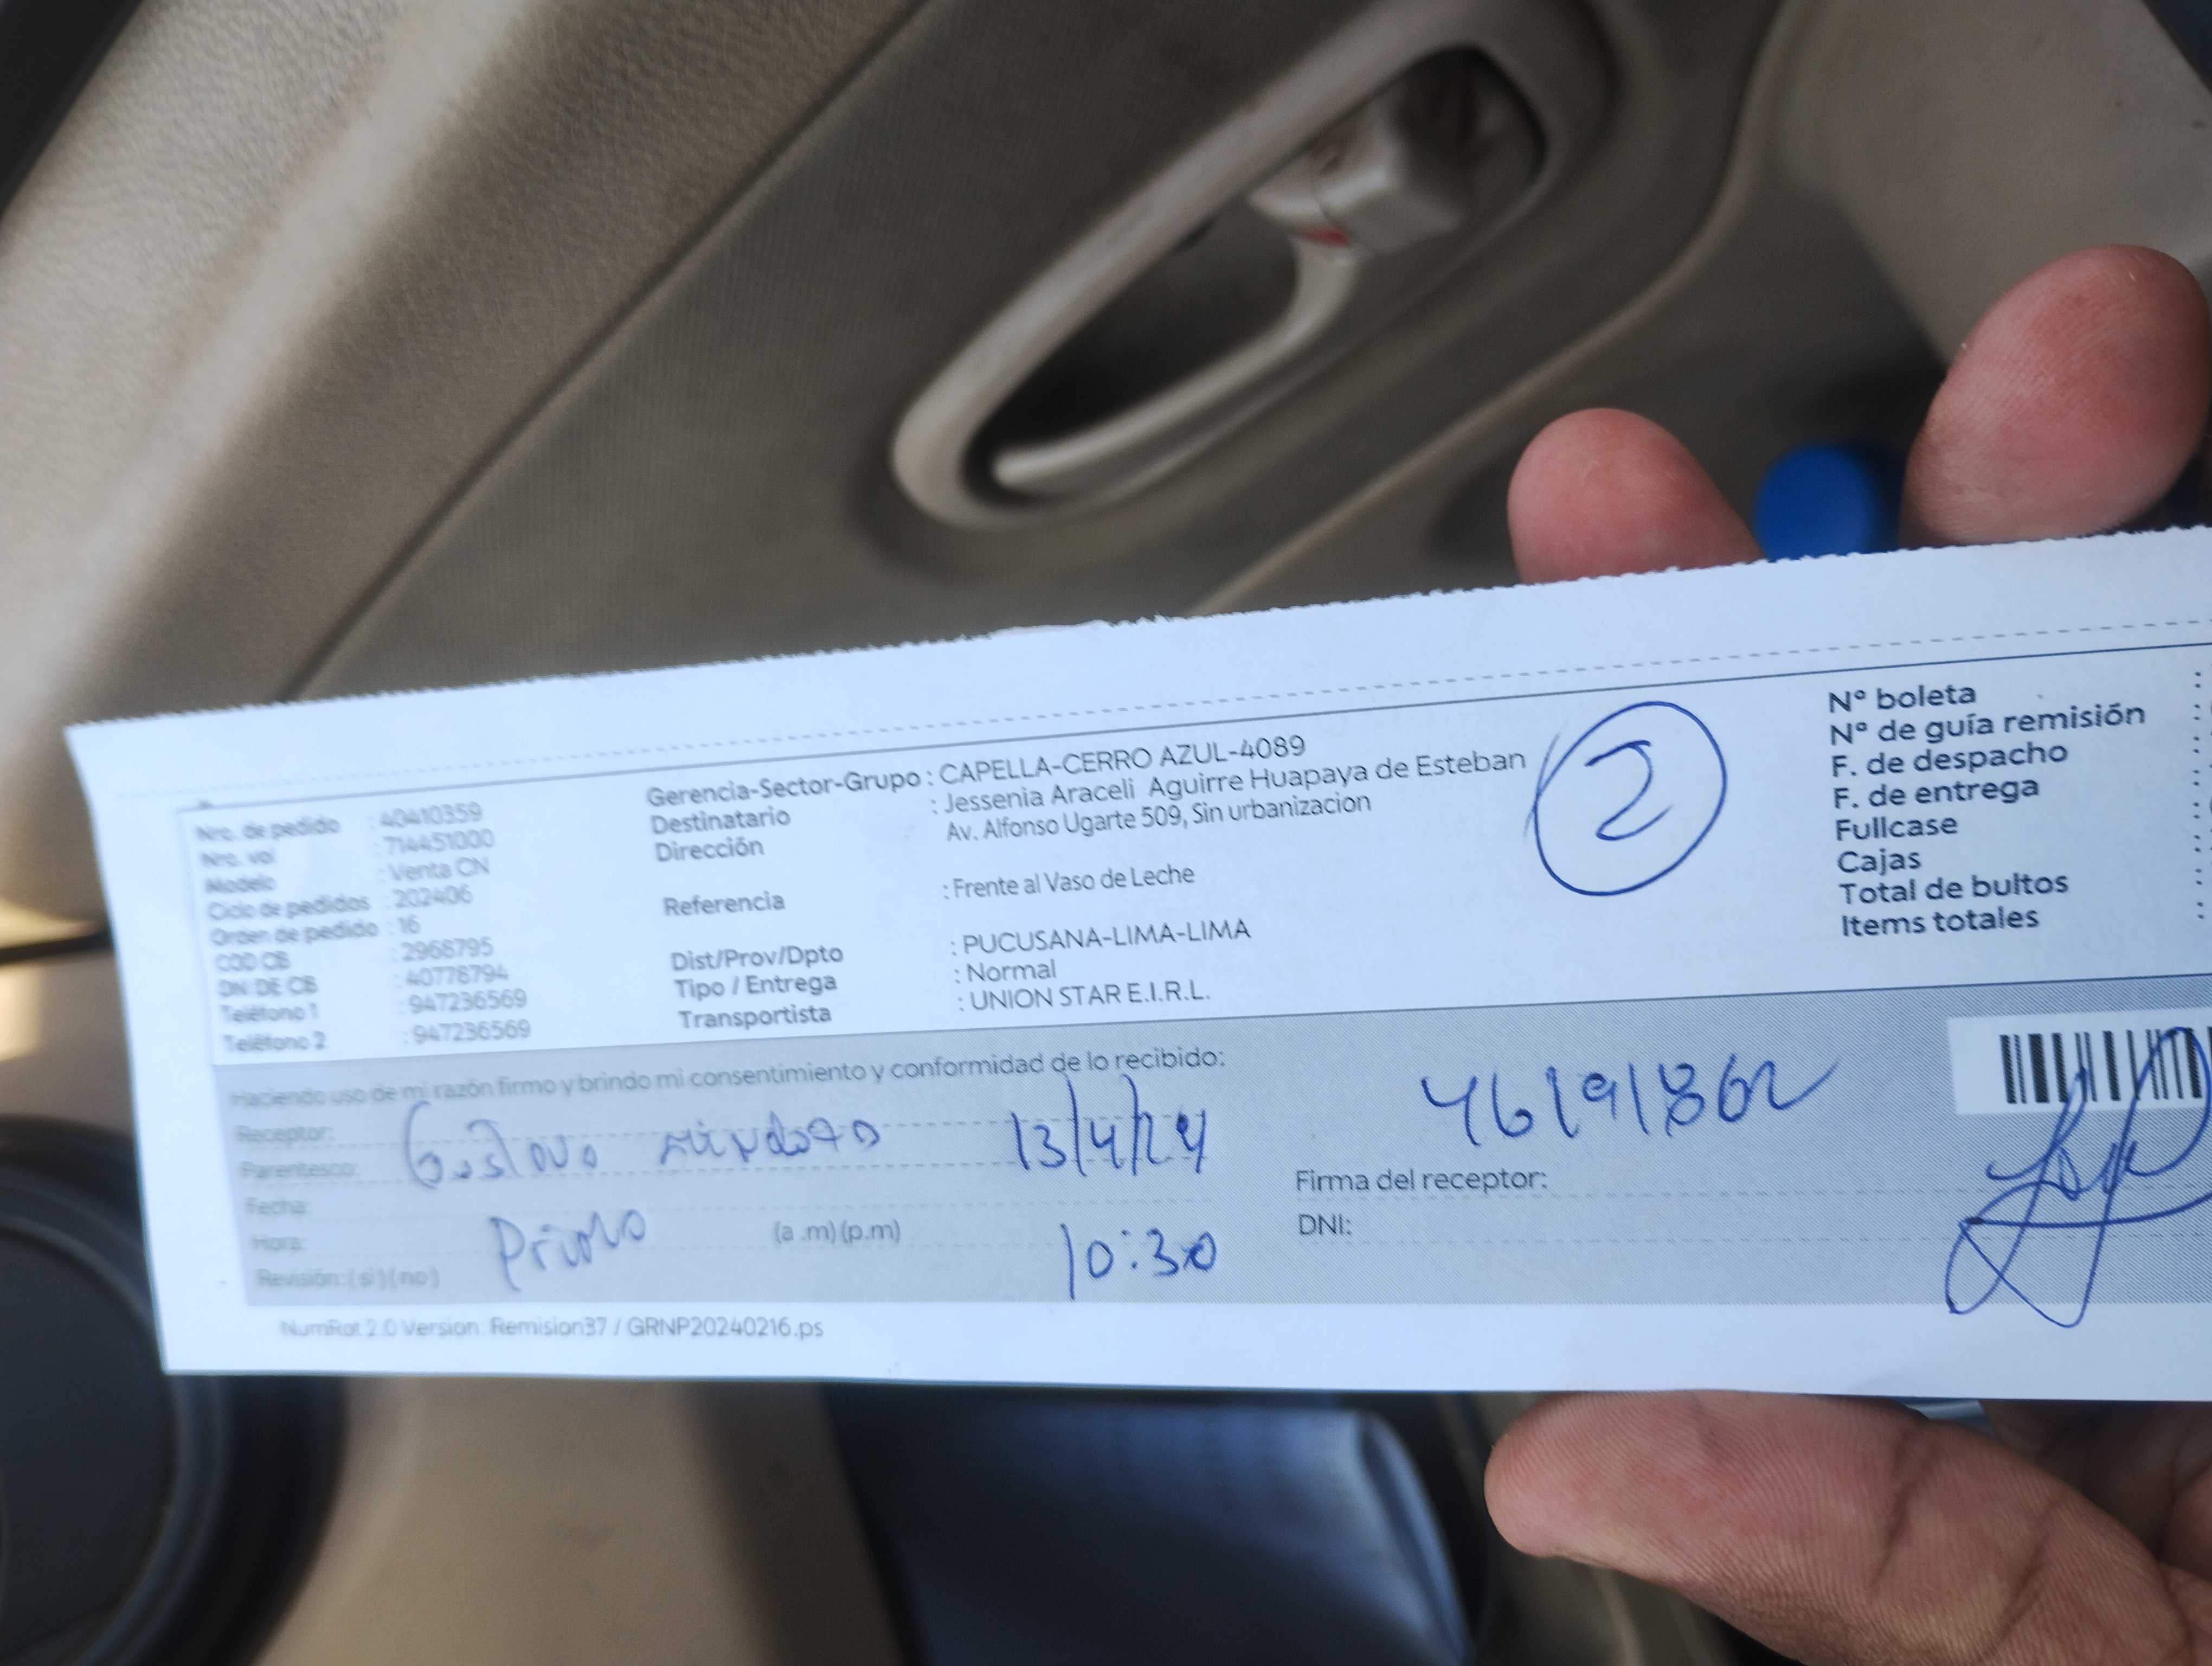 Nro. de pedido : 40410359
Nro. vol : 714451000
Modelo : Venta CN
Ciclo de pedidos : 202406
Orden de pedido : 16
COD CB : 2968795
DNI DE CB : 40778794
Teléfono 1 : 947236569
Teléfono 2 : 947236569
Gerencia-Sector-Grupo : CAPELLA-CERRO AZUL-4089
Destinatario : Jessenia Araceli Aguirre Huapaya de Esteban
Dirección Av. Alfonso Ugarte 509, Sin urbanizacion
Referencia : Frente al Vaso de Leche
Dist/Prov/Dpto : PUCUSANA-LIMA-LIMA
Tipo / Entrega : Normal
Transportista : UNION STAR E.I.R.L.
2
N° boleta :
N° de guía remisión :
F. de despacho :
F. de entrega :
Fullcase :
Cajas :
Total de bultos :
Items totales :
Haciendo uso de mi razón firmo y brindo mi consentimiento y conformidad de lo recibido:
Receptor:
Parentesco: Gustavo 13/4/24
Fecha:
Hora: Primo (a .m) (p.m) 10:30
Revisión: ( si ) ( no )
46191862
Firma del receptor:
DNI:
NumRot 2.0 Version: Remision37 / GRNP20240216.ps